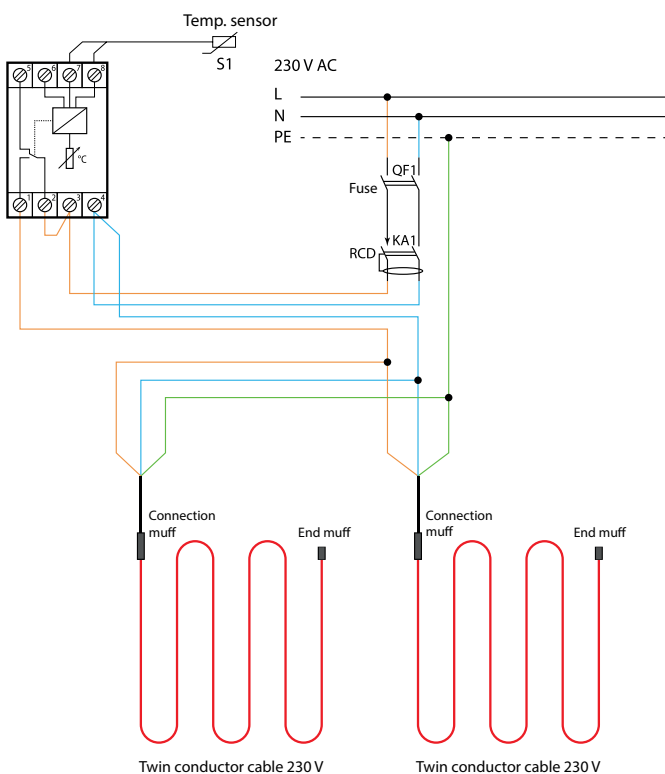 Temp. sensor
S1
230 V AC
L
N
PE
5 6 7 8
°C
1 2 3 4
QF1
Fuse
KA1
RCD
Connection
muff
End muff
Connection
muff
End muff
Twin conductor cable 230 V
Twin conductor cable 230 V